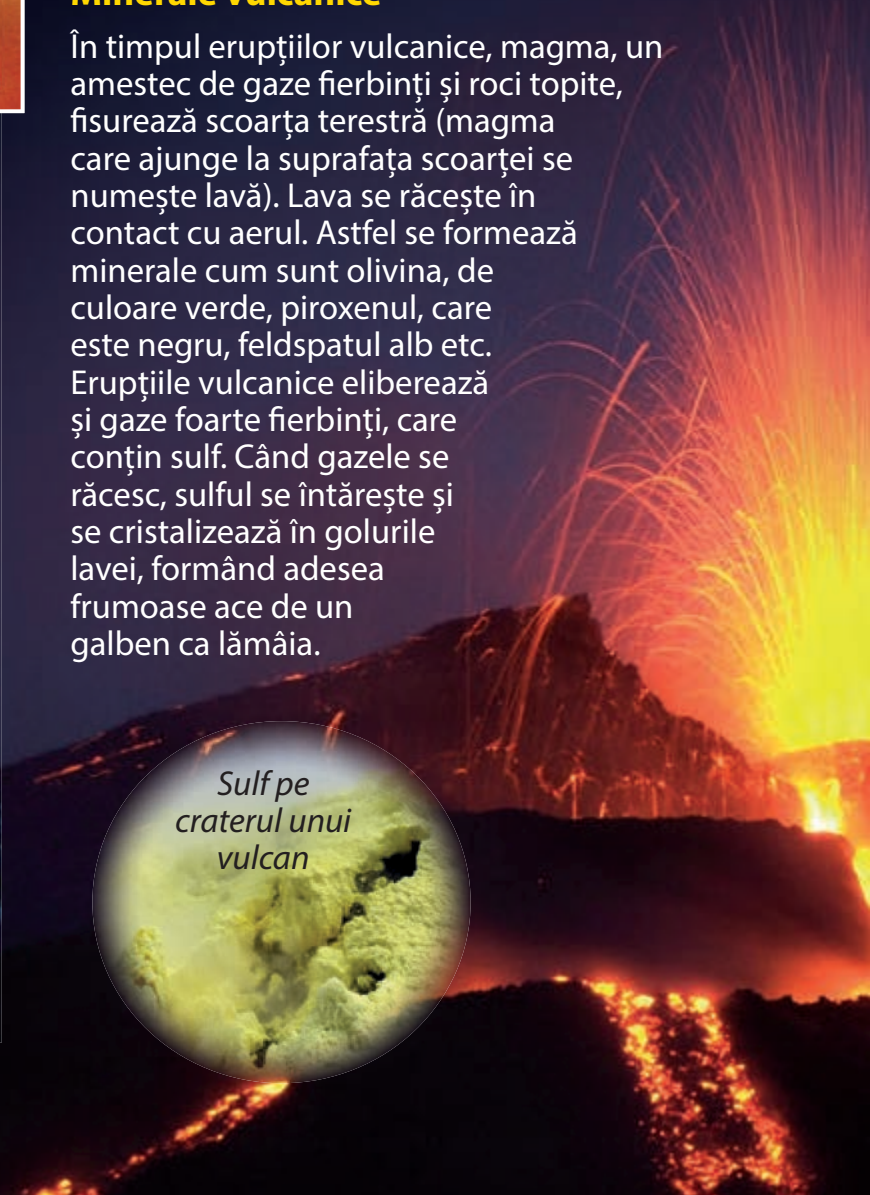 Minerale vulcanice
În timpul erupțiilor vulcanice, magma, un
amestec de gaze fierbinți și roci topite,
fisurează scoarța terestră (magma
care ajunge la suprafața scoarței se
numește lavă). Lava se răcește în
contact cu aerul. Astfel se formează
minerale cum sunt olivina, de
culoare verde, piroxenul, care
este negru, feldspatul alb etc.
Erupțiile vulcanice eliberează
și gaze foarte fierbinți, care
conțin sulf. Când gazele se
răcesc, sulful se întărește și
se cristalizează în golurile
lavei, formând adesea
frumoase ace de un
galben ca lămâia.
Sulf pe
craterul unui
vulcan